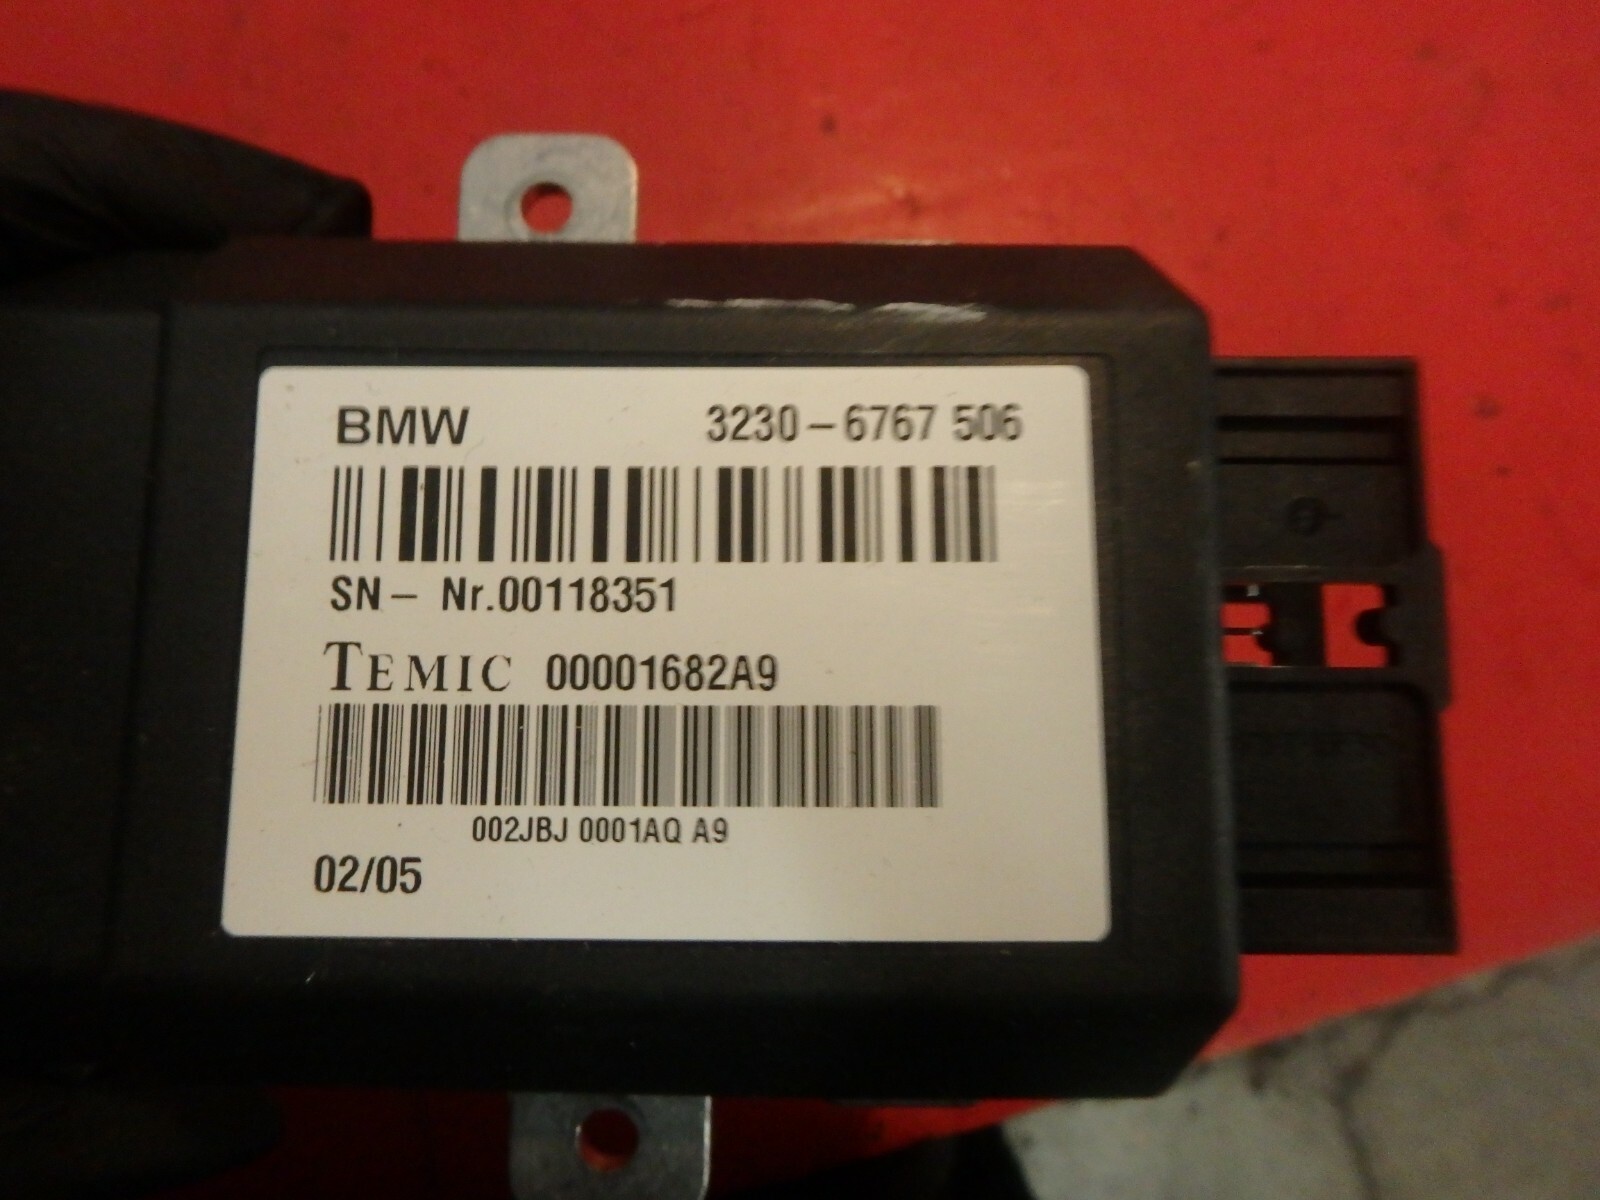 BMW 3230-6767 506
SN- Nr.00118351
TEMIC 00001682A9
002JBJ 0001AQ A9
02/05